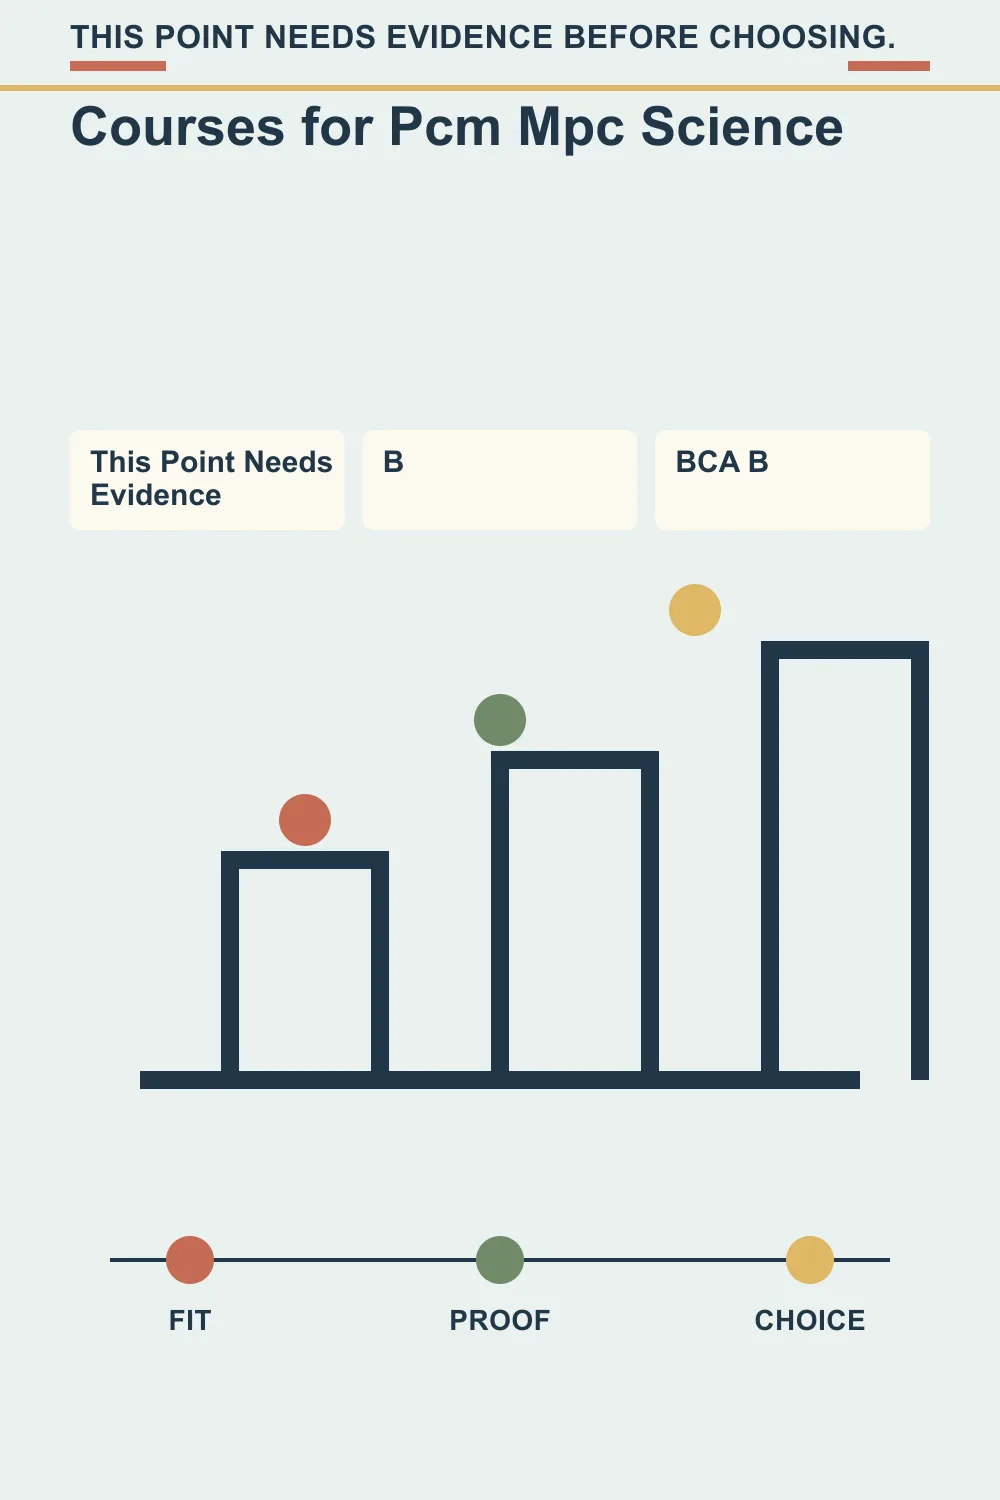 THIS POINT NEEDS EVIDENCE BEFORE CHOOSING.
Courses for Pcm Mpc Science
This Point Needs
Evidence
B
BCA B
FIT
PROOF
CHOICE